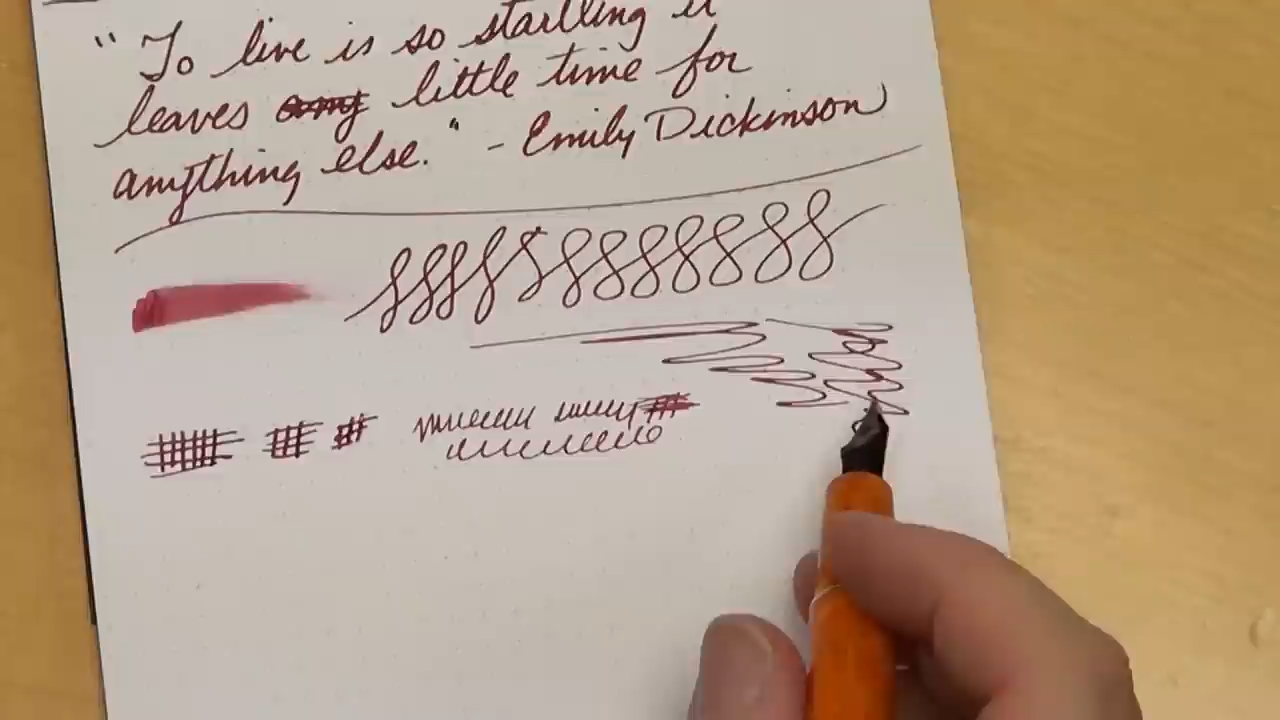 "To live is so startling it
leaves any little time for
anything else." - Emily Dickinson